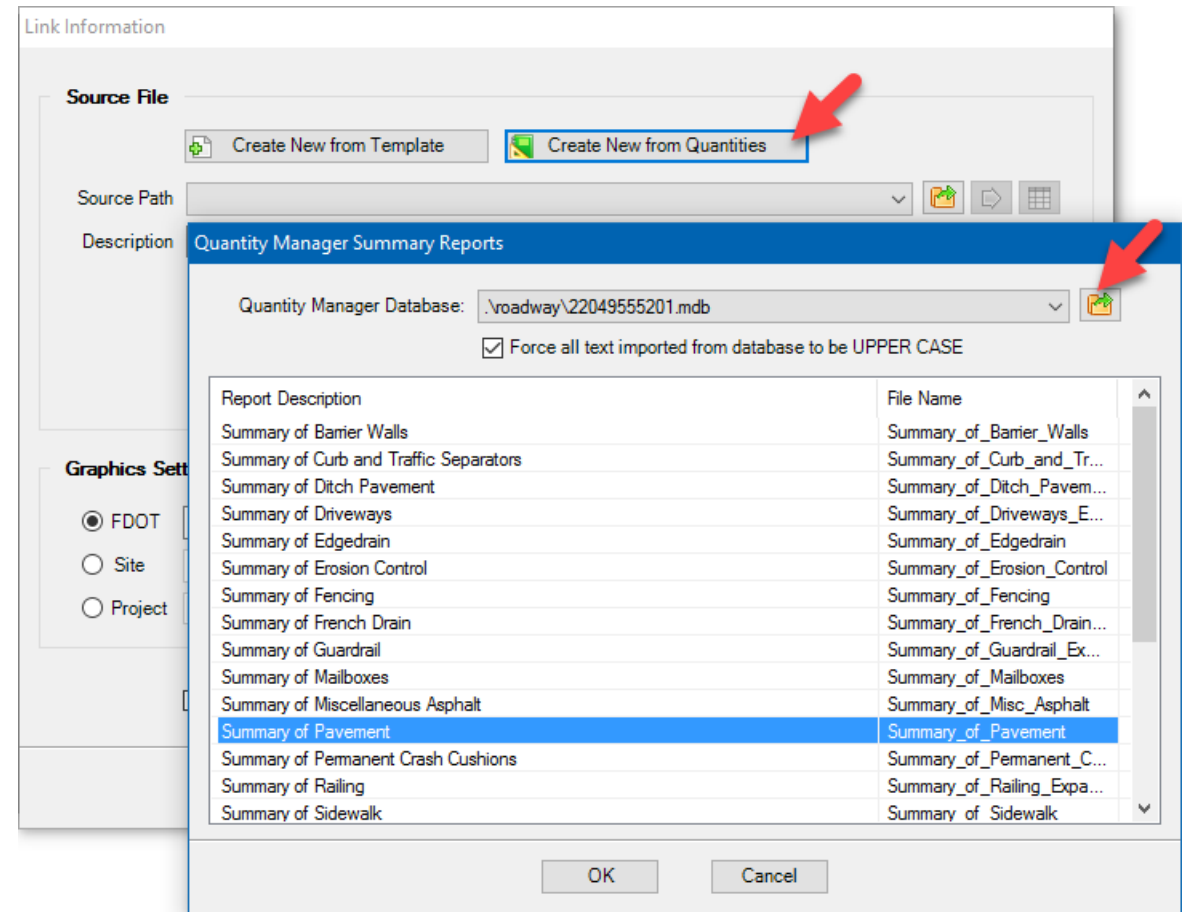 Link Information
Source File
Create New from Template Create New from Quantities
Source Path
Description
Quantity Manager Summary Reports
Quantity Manager Database: .\roadway\22049555201.mdb
Force all text imported from database to be UPPER CASE
Report Description File Name
Summary of Barrier Walls Summary_of_Barrier_Walls
Summary of Curb and Traffic Separators Summary_of_Curb_and_Tr...
Summary of Ditch Pavement Summary_of_Ditch_Pavem...
Summary of Driveways Summary_of_Driveways_E...
Summary of Edgedrain Summary_of_Edgedrain
Summary of Erosion Control Summary_of_Erosion_Control
Summary of Fencing Summary_of_Fencing
Summary of French Drain Summary_of_French_Drain...
Summary of Guardrail Summary_of_Guardrail_Ex...
Summary of Mailboxes Summary_of_Mailboxes
Summary of Miscellaneous Asphalt Summary_of_Misc_Asphalt
Summary of Pavement Summary_of_Pavement
Summary of Permanent Crash Cushions Summary_of_Permanent_C...
Summary of Railing Summary_of_Railing_Expa...
Summary of Sidewalk Summary_of_Sidewalk
Graphics Sett
FDOT
Site
Project
OK Cancel